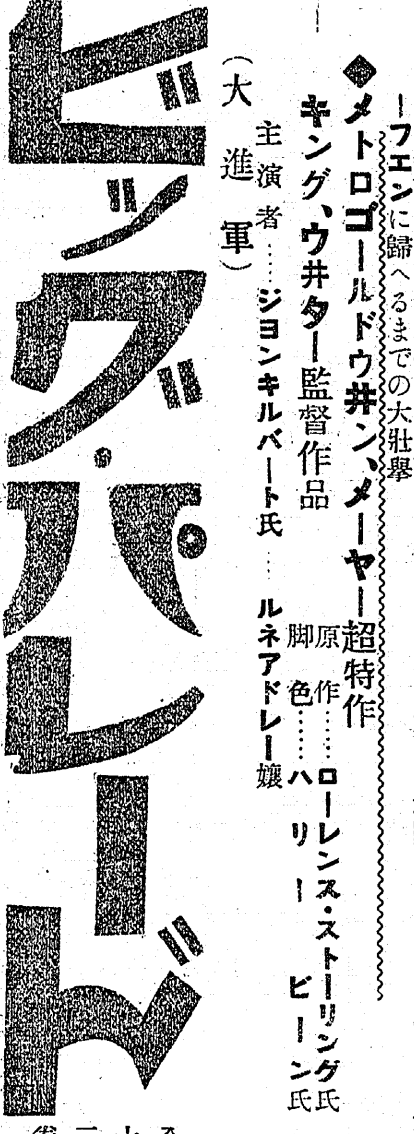 ーフエンに歸へるまでの大壯擧
◆メトロゴールドウ井ン、メーヤー超特作
キング、ウ井ター監督作品
原作……ローレンス・ストーリング氏
脚色……ハリー ビーン氏
主演者……ジヨンキルバート氏……ルネアドレー孃
(大進軍)
ビッグ・パレード